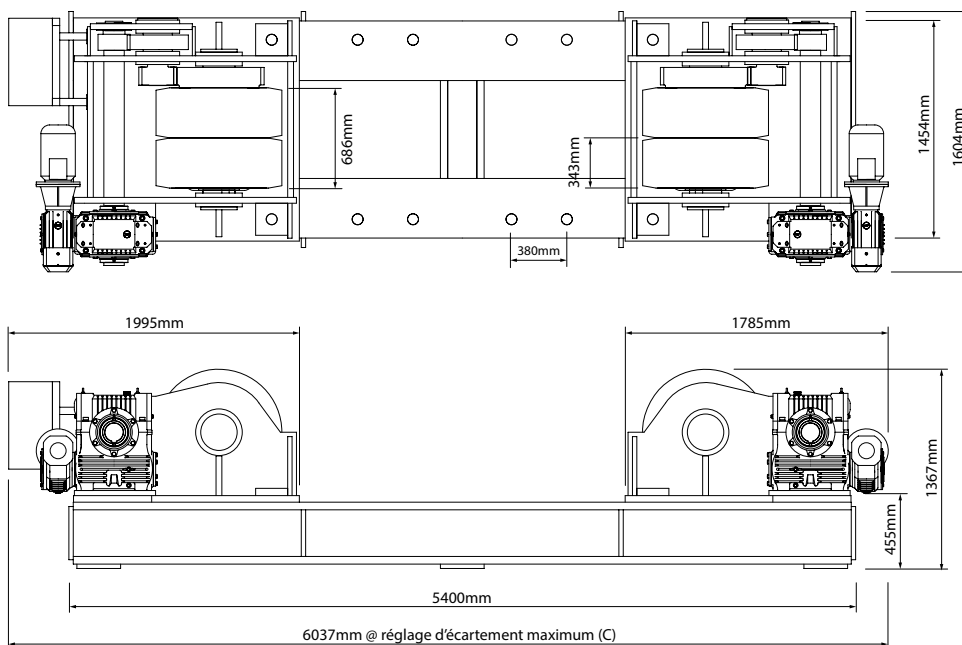 686mm
343mm
1454mm
1604mm
380mm
1995mm
1785mm
1367mm
455mm
5400mm
6037mm @ réglage d'écartement maximum (C)